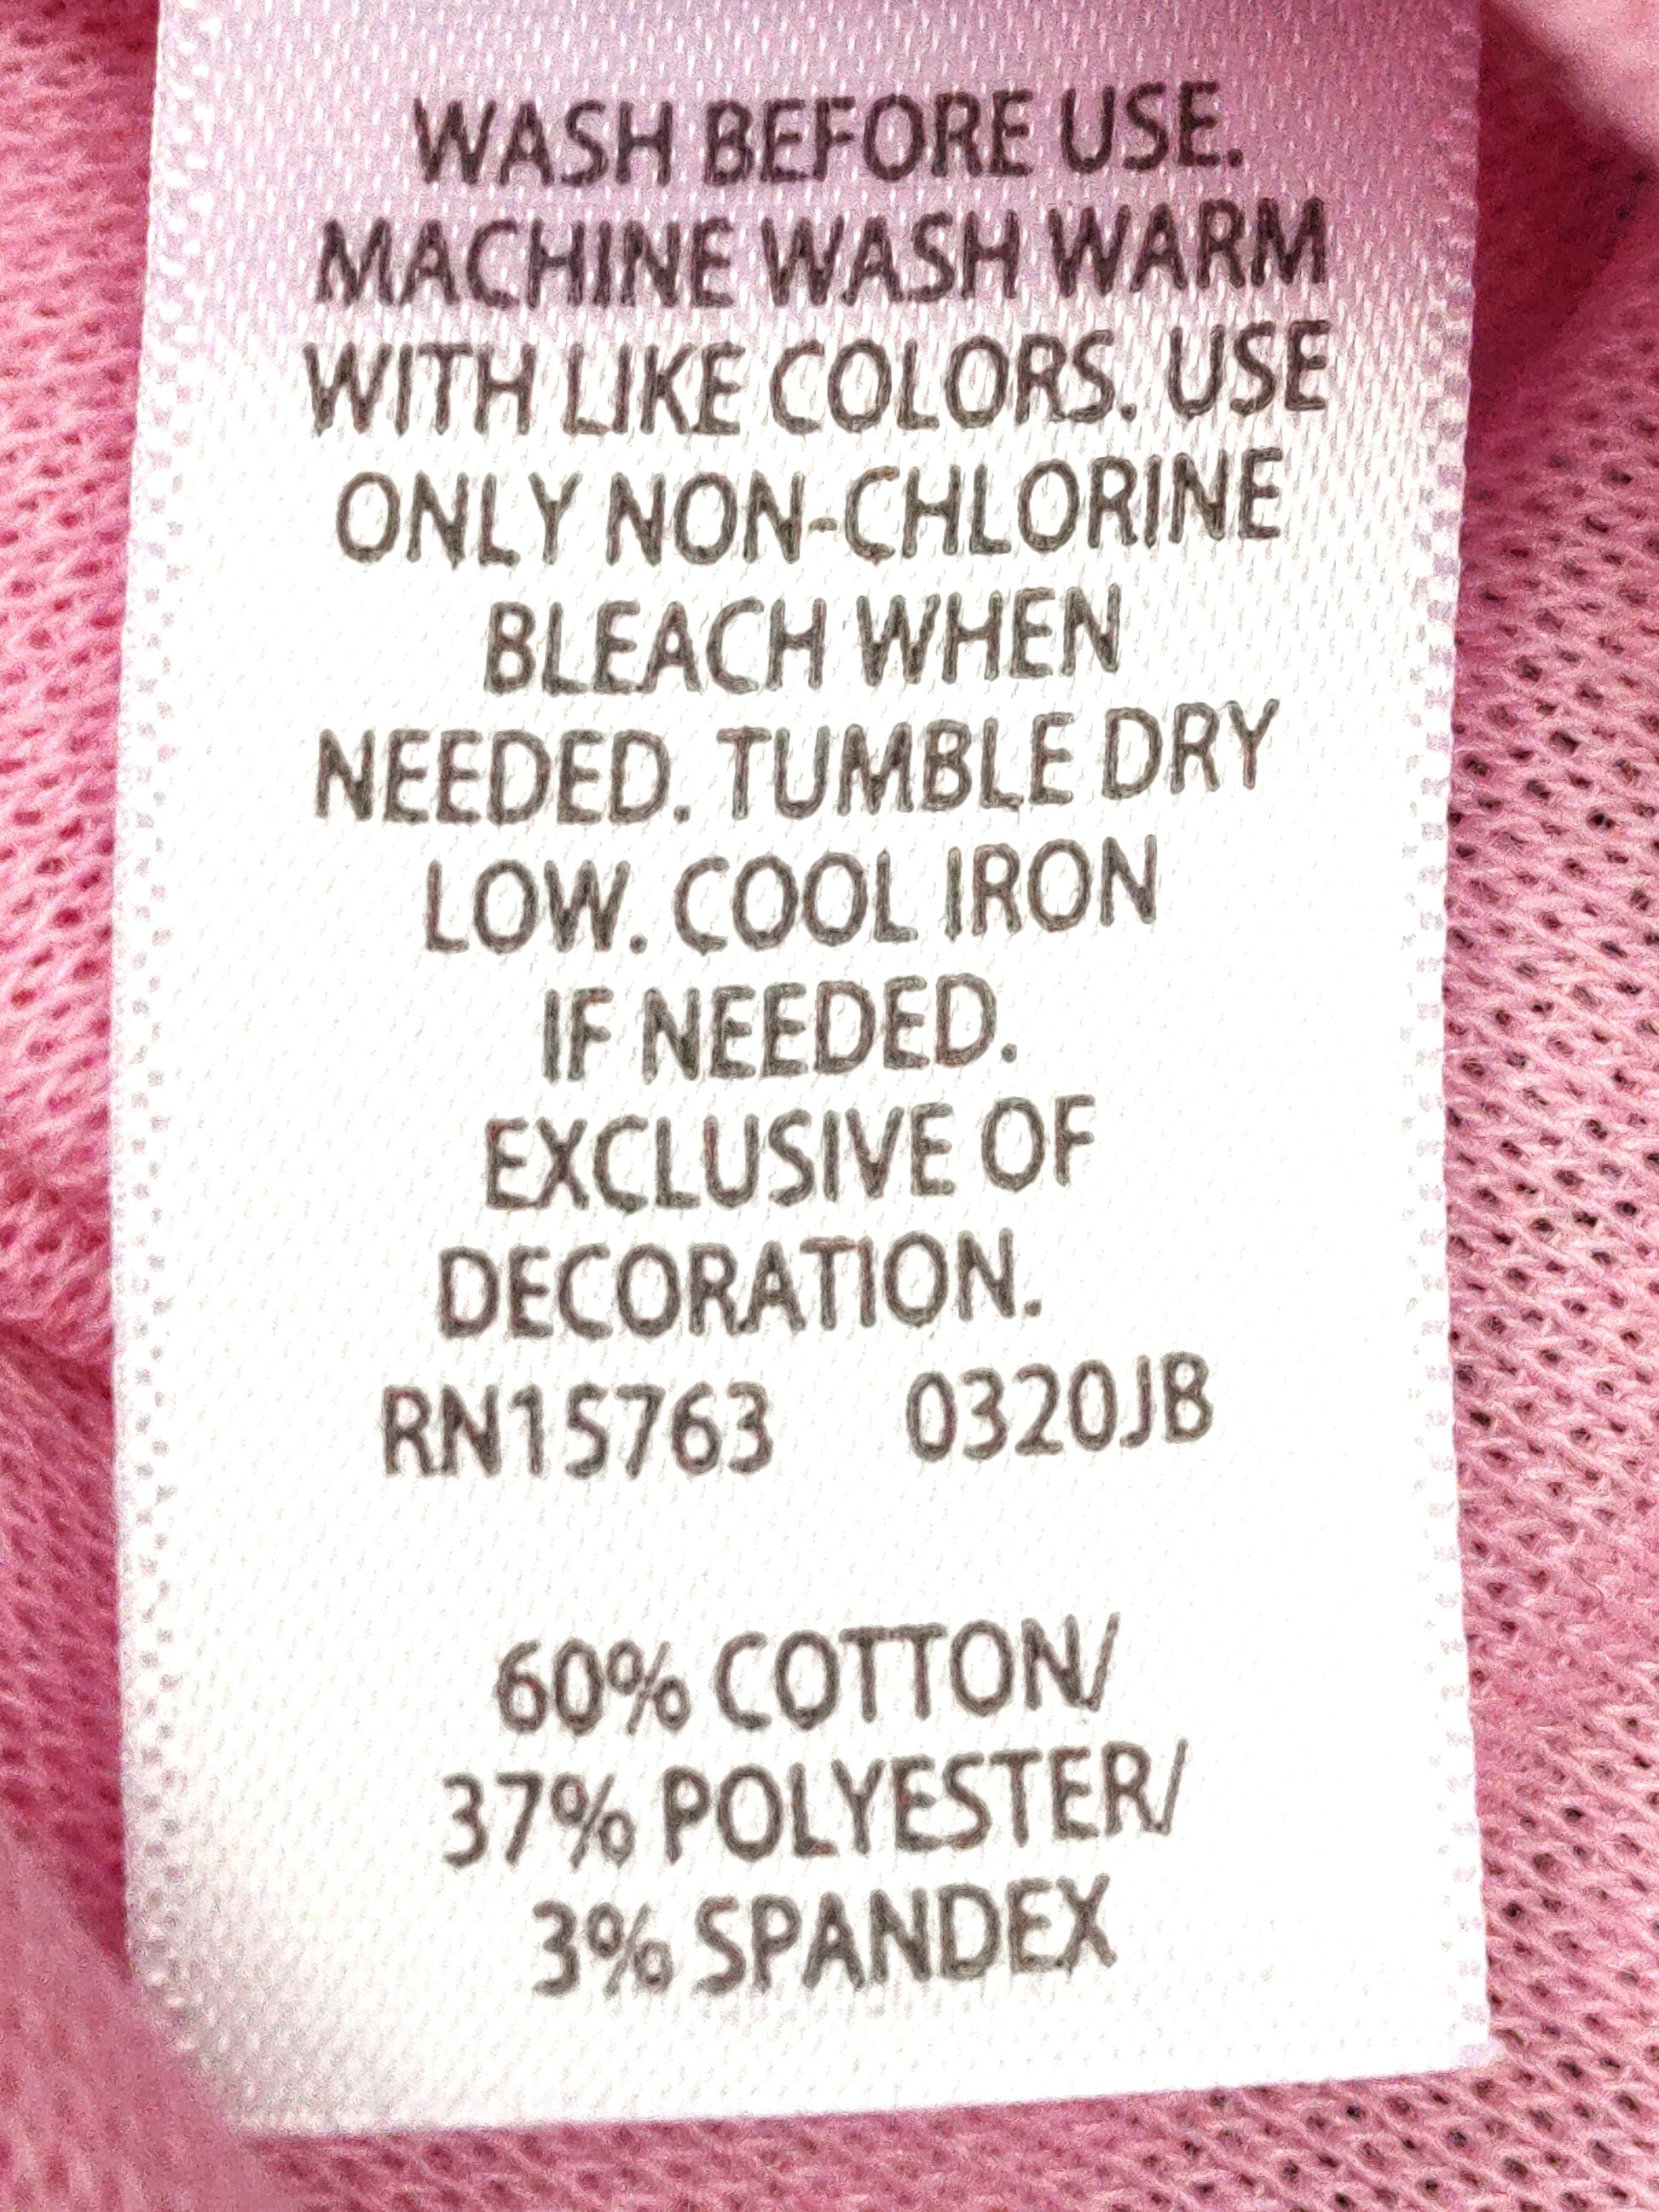 WASH BEFORE USE.
MACHINE WASH WARM
WITH LIKE COLORS. USE
ONLY NON-CHLORINE
BLEACH WHEN
NEEDED. TUMBLE DRY
LOW. COOL IRON
IF NEEDED.
EXCLUSIVE OF
DECORATION.
RN15763 0320JB
60% COTTON/
37% POLYESTER/
3% SPANDEX